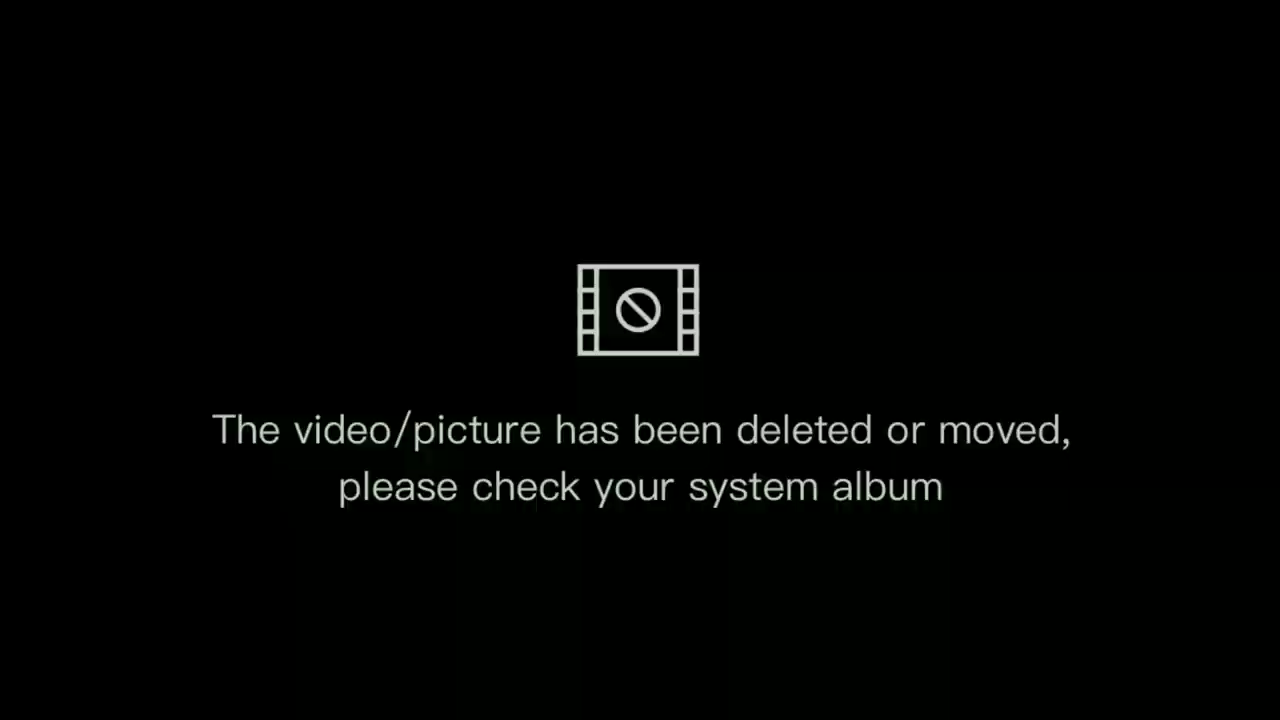 The video/picture has been deleted or moved,
please check your system album